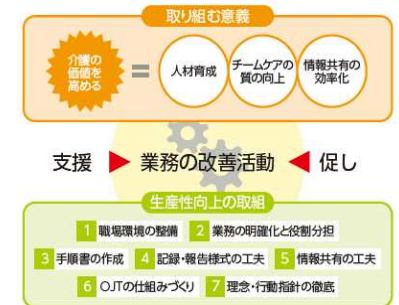 取り組む意義
介護の
価値を
高める
=
人材育成
チームケアの
質の向上
情報共有の
効率化
支援 業務の改善活動 促し
生産性向上の取組
1 職場環境の整備 2 業務の明確化と役割分担
3 手順書の作成 4 記録・報告様式の工夫 5 情報共有の工夫
6 OJTの仕組みづくり 7 理念・行動指針の徹底